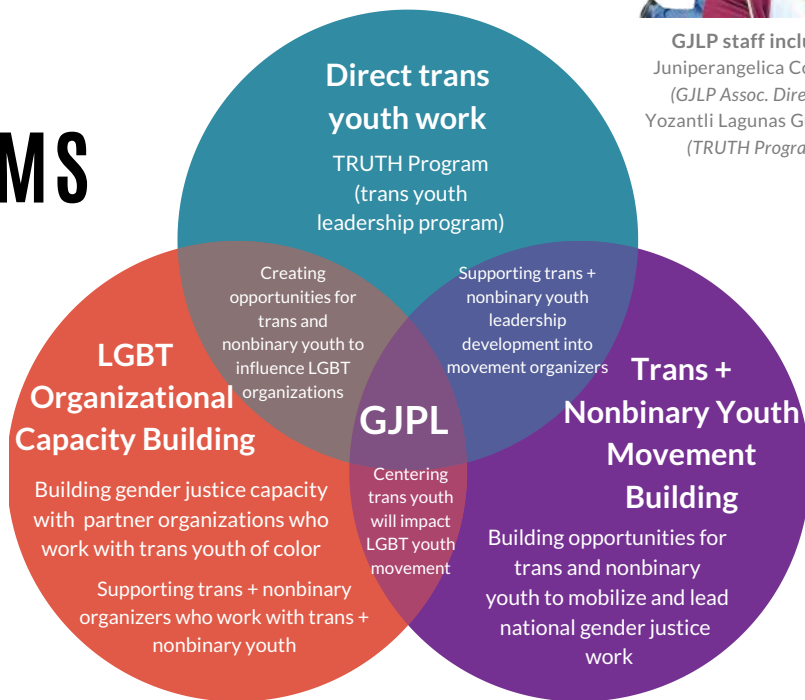 GJLP staff inclu
Juniperangelica Co
(GJLP Assoc. Dire
Yozantli Lagunas G
(TRUTH Progra
MS
Direct trans
youth work
TRUTH Program
(trans youth
leadership program)
Creating
opportunities for
trans and
nonbinary youth to
influence LGBT
organizations
Supporting trans +
nonbinary youth
leadership
development into
movement organizers
LGBT
Organizational
Capacity Building
Building gender justice capacity
with partner organizations who
work with trans youth of color
Supporting trans + nonbinary
organizers who work with trans +
nonbinary youth
GJPL
Centering
trans youth
will impact
LGBT youth
movement
Trans +
Nonbinary Youth
Movement
Building
Building opportunities for
trans and nonbinary
youth to mobilize and lead
national gender justice
work